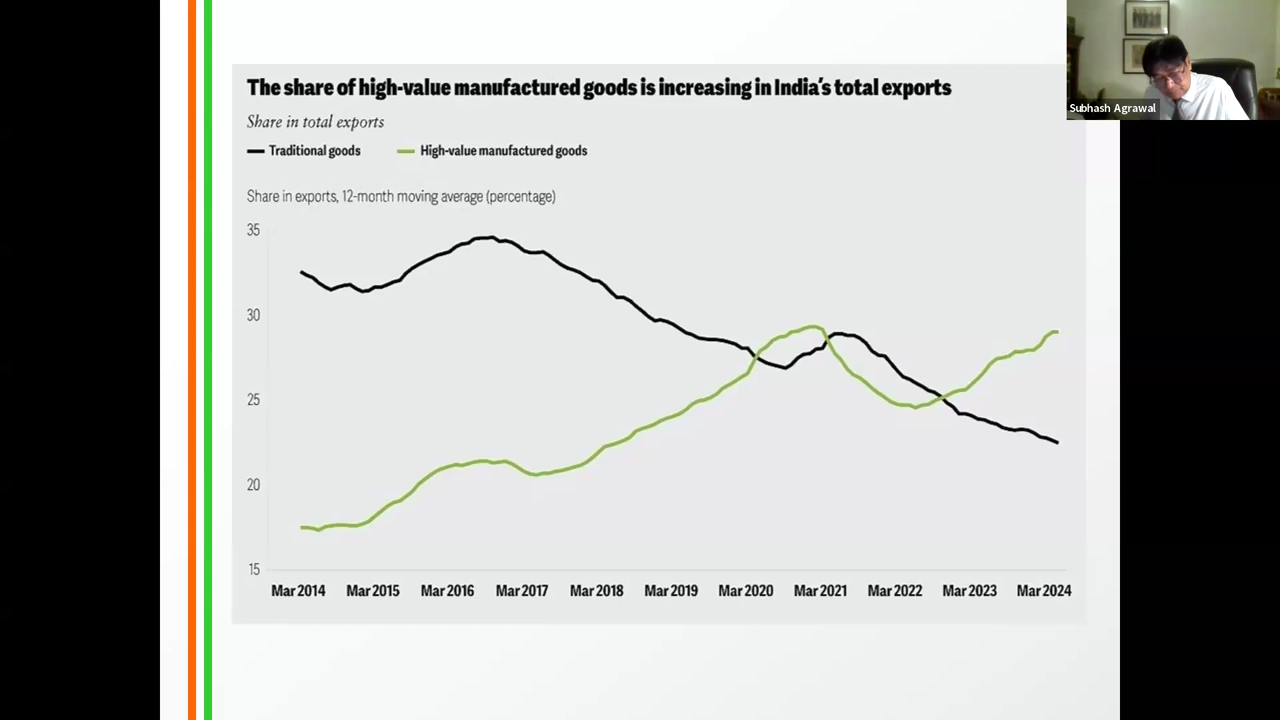 The share of high-value manufactured goods is increasing in India's total exports
Share in total exports
Traditional goods
High-value manufactured goods
Share in exports, 12-month moving average (percentage)
35
30
25
20
15
Mar 2014
Mar 2015
Mar 2016
Mar 2017
Mar 2018
Mar 2019
Mar 2020
Mar 2021
Mar 2022
Mar 2023
Mar 2024
Subhash Agrawal